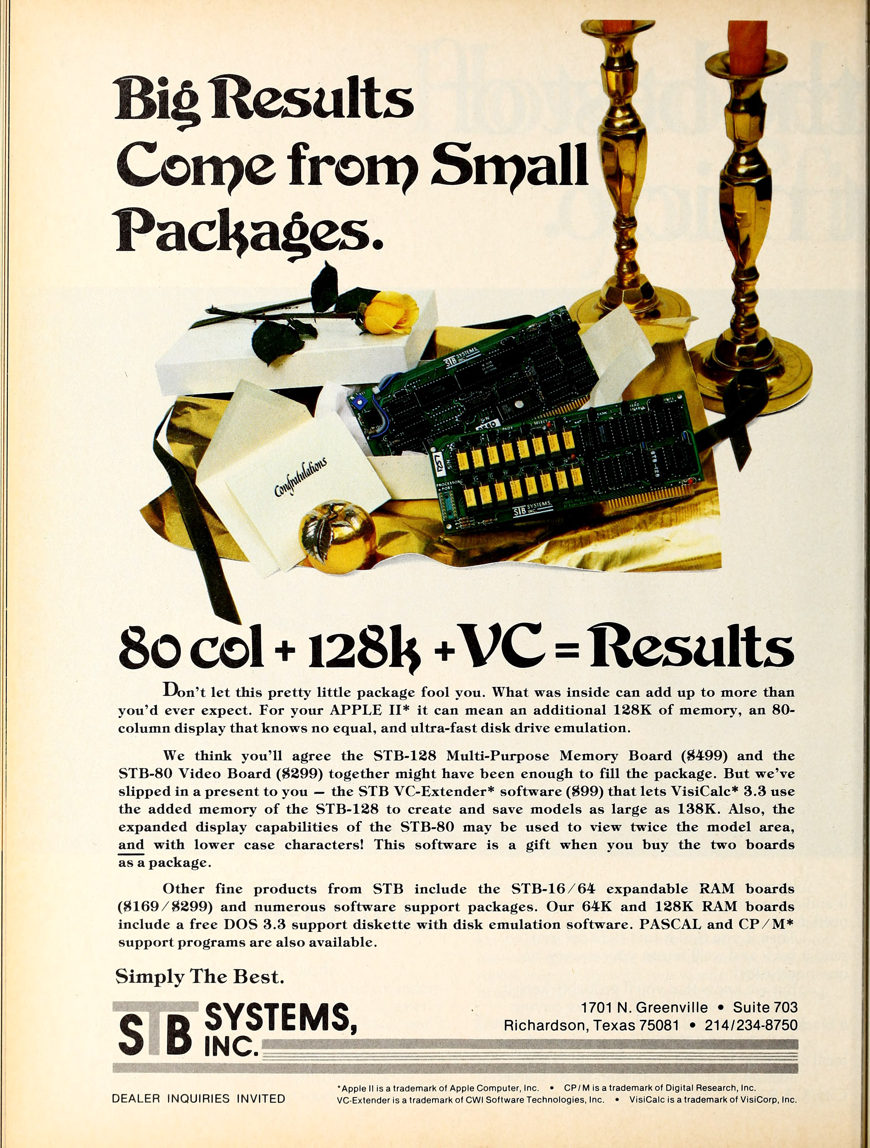 Big Results
Come from Small
Packages.
STB SYSTEMS
Congratulations
STB SYSTEMS
80 col + 128k + VC = Results
Don't let this pretty little package fool you. What was inside can add up to more than
you'd ever expect. For your APPLE II* it can mean an additional 128K of memory, an 80-
column display that knows no equal, and ultra-fast disk drive emulation.
We think you'll agree the STB-128 Multi-Purpose Memory Board ($499) and the
STB-80 Video Board ($299) together might have been enough to fill the package. But we've
slipped in a present to you — the STB VC-Extender* software ($99) that lets VisiCalc* 3.3 use
the added memory of the STB-128 to create and save models as large as 138K. Also, the
expanded display capabilities of the STB-80 may be used to view twice the model area,
and with lower case characters! This software is a gift when you buy the two boards
as a package.
Other fine products from STB include the STB-16/64 expandable RAM boards
($169/$299) and numerous software support packages. Our 64K and 128K RAM boards
include a free DOS 3.3 support diskette with disk emulation software. PASCAL and CP/M*
support programs are also available.
Simply The Best.
STB SYSTEMS,
INC.
1701 N. Greenville • Suite 703
Richardson, Texas 75081 • 214/234-8750
DEALER INQUIRIES INVITED
*Apple II is a trademark of Apple Computer, Inc. • CP/M is a trademark of Digital Research, Inc.
VC-Extender is a trademark of CWI Software Technologies, Inc. • VisiCalc is a trademark of VisiCorp, Inc.